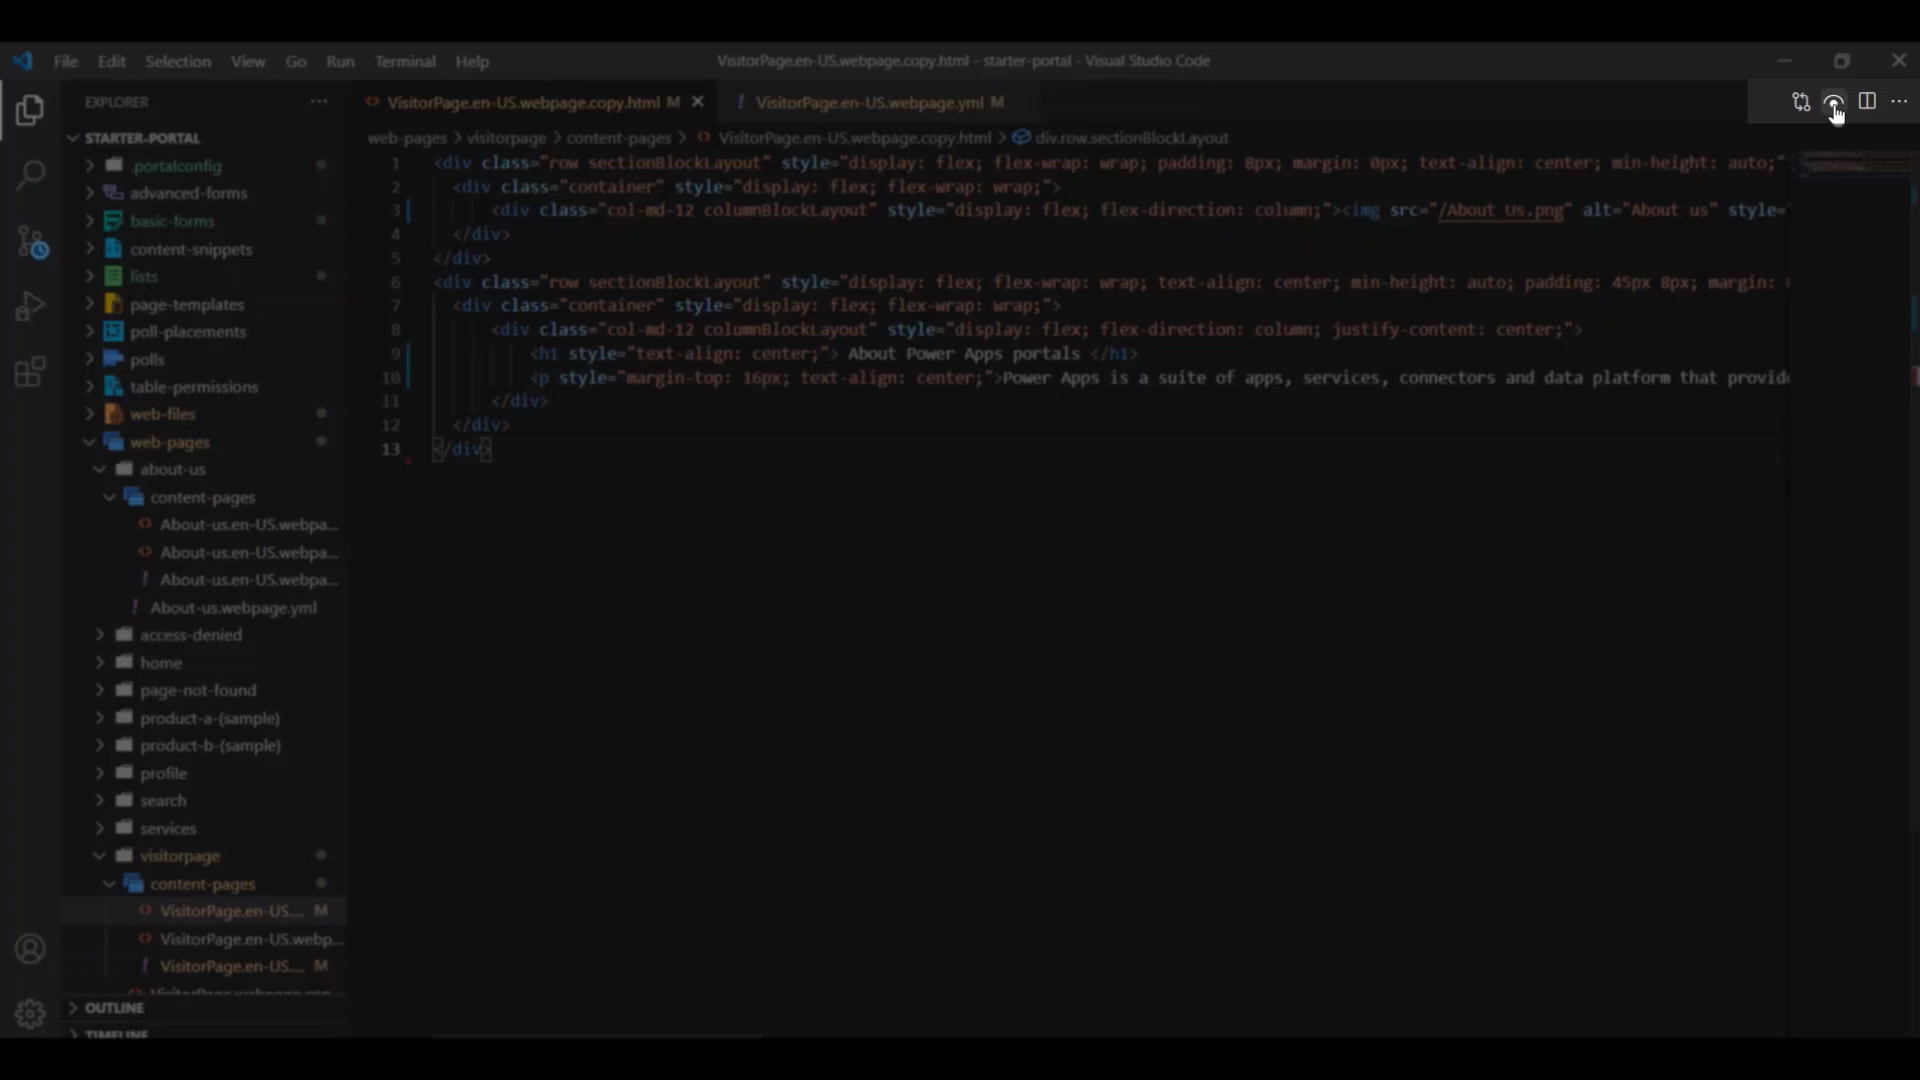 File Edit Selection View Go Run Terminal Help
VisitorPage.en-US.webpage.copy.html - starter-portal - Visual Studio Code
EXPLORER
VisitorPage.en-US.webpage.copy.html M
VisitorPage.en-US.webpage.yml M
STARTER-PORTAL
web-pages > visitorpage > content-pages > VisitorPage.en-US.webpage.copy.html > div.row.sectionBlockLayout
.portalconfig
advanced-forms
basic-forms
content-snippets
lists
page-templates
poll-placements
polls
table-permissions
web-files
web-pages
about-us
content-pages
About-us.en-US.webpa...
About-us.en-US.webpa...
About-us.en-US.webpa...
About-us.webpage.yml
access-denied
home
page-not-found
product-a-(sample)
product-b-(sample)
profile
search
services
visitorpage
content-pages
VisitorPage.en-US.... M
VisitorPage.en-US.webp...
VisitorPage.en-US.... M
OUTLINE
TIMELINE
1 <div class="row sectionBlockLayout" style="display: flex; flex-wrap: wrap; padding: 8px; margin: 0px; text-align: center; min-height: auto;"
2 <div class="container" style="display: flex; flex-wrap: wrap;">
3 <div class="col-md-12 columnBlockLayout" style="display: flex; flex-direction: column;"><img src="/About Us.png" alt="About us" style="
4 </div>
5 </div>
6 <div class="row sectionBlockLayout" style="display: flex; flex-wrap: wrap; text-align: center; min-height: auto; padding: 45px 8px; margin:
7 <div class="container" style="display: flex; flex-wrap: wrap;">
8 <div class="col-md-12 columnBlockLayout" style="display: flex; flex-direction: column; justify-content: center;">
9 <h1 style="text-align: center;"> About Power Apps portals </h1>
10 <p style="margin-top: 16px; text-align: center;">Power Apps is a suite of apps, services, connectors and data platform that provide
11 </div>
12 </div>
13 </div>